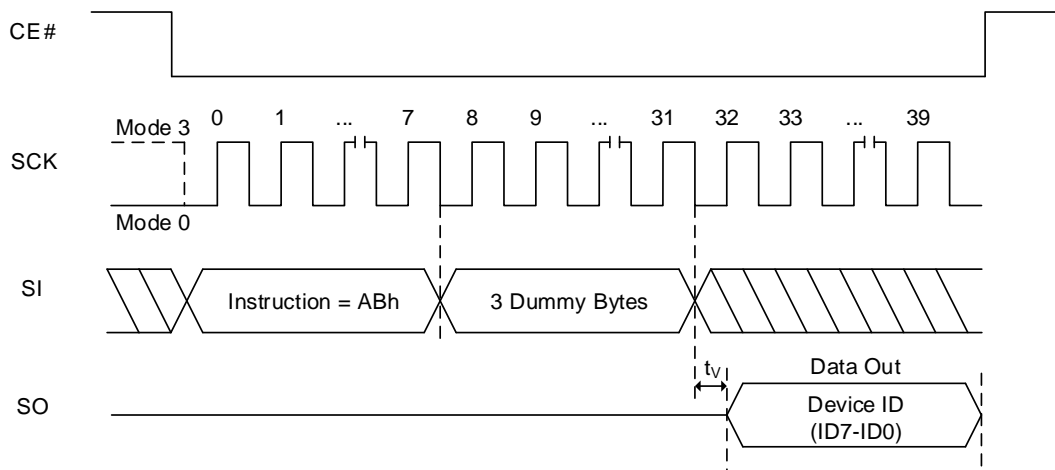 CE#
0 1 ... 7 8 9 ... 31 32 33 ... 39
Mode 3
SCK
Mode 0
SI
Instruction = ABh
3 Dummy Bytes
tV
Data Out
SO
Device ID
(ID7-ID0)